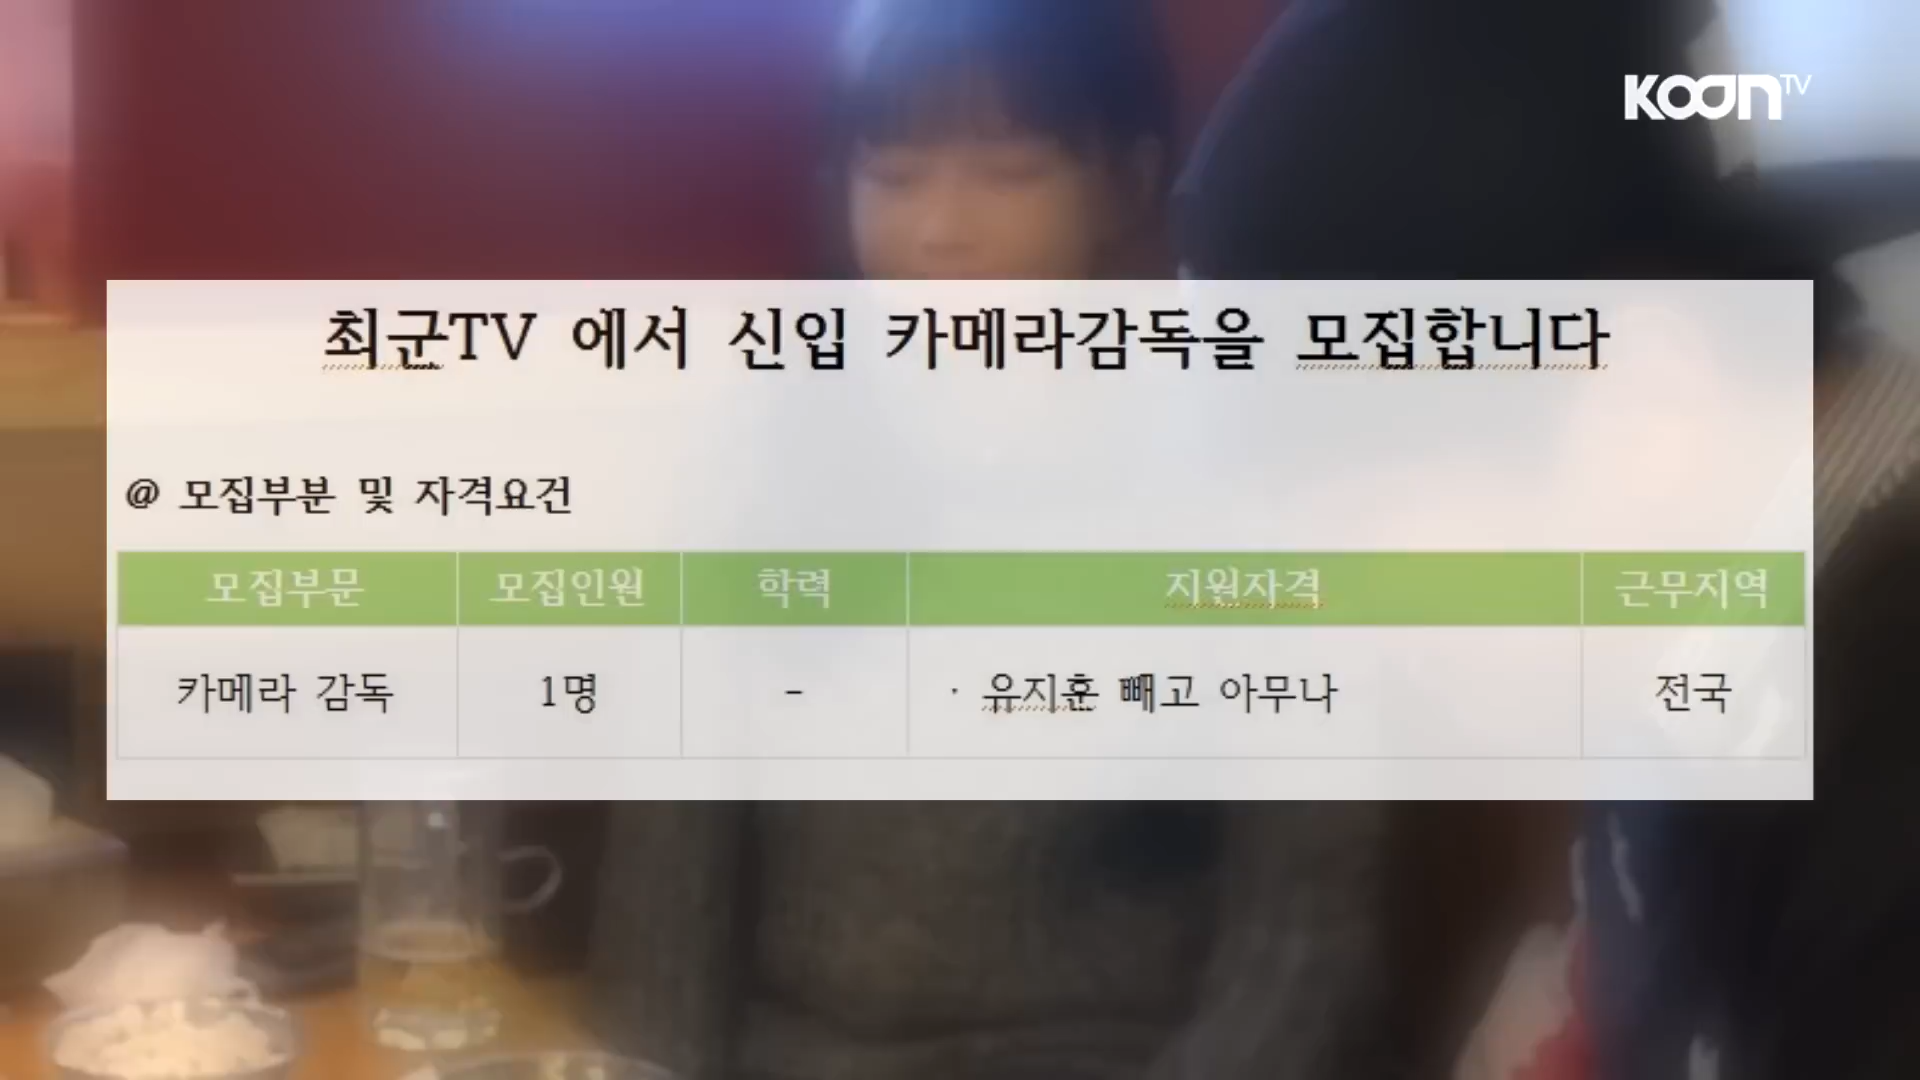 KOONTV
최군TV 에서 신입 카메라감독을 모집합니다
@ 모집부분 및 자격요건
모집부문 모집인원 학력 지원자격 근무지역
카메라 감독 1명 - · 유지훈 빼고 아무나 전국